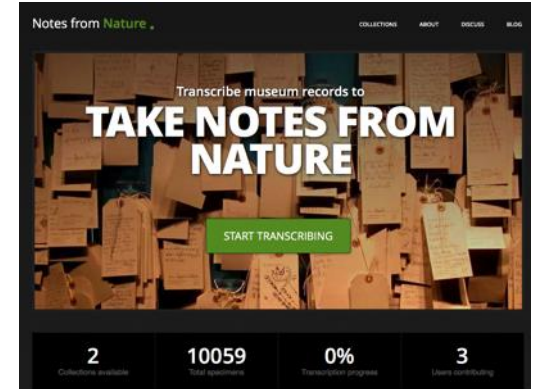 Notes from Nature .
COLLECTIONS ABOUT DISCUSS BLOG
Transcribe museum records to
TAKE NOTES FROM
NATURE
START TRANSCRIBING
2 10059 0% 3
Collections available Total specimens Transcription progress Users contributing